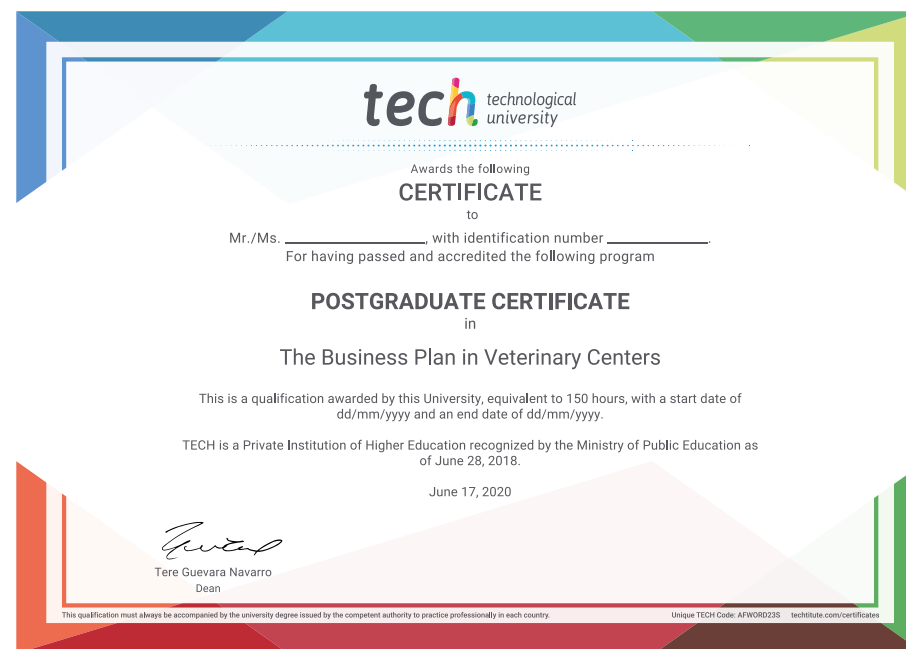 tech technological
university
Awards the following
CERTIFICATE
to
Mr./Ms. ____________________, with identification number ______________.
For having passed and accredited the following program
POSTGRADUATE CERTIFICATE
in
The Business Plan in Veterinary Centers
This is a qualification awarded by this University, equivalent to 150 hours, with a start date of
dd/mm/yyyy and an end date of dd/mm/yyyy.
TECH is a Private Institution of Higher Education recognized by the Ministry of Public Education as
of June 28, 2018.
June 17, 2020
Tere Guevara Navarro
Dean
This qualification must always be accompanied by the university degree issued by the competent authority to practice professionally in each country.
Unique TECH Code: AFWORD23S techtitute.com/certificates